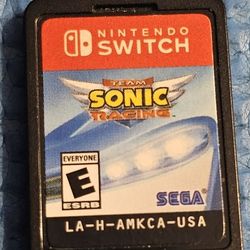 NINTENDO
SWITCH
TEAM
SONIC
RACING
EVERYONE
E
ESRB
SEGA
LA-H-AMKCA-USA